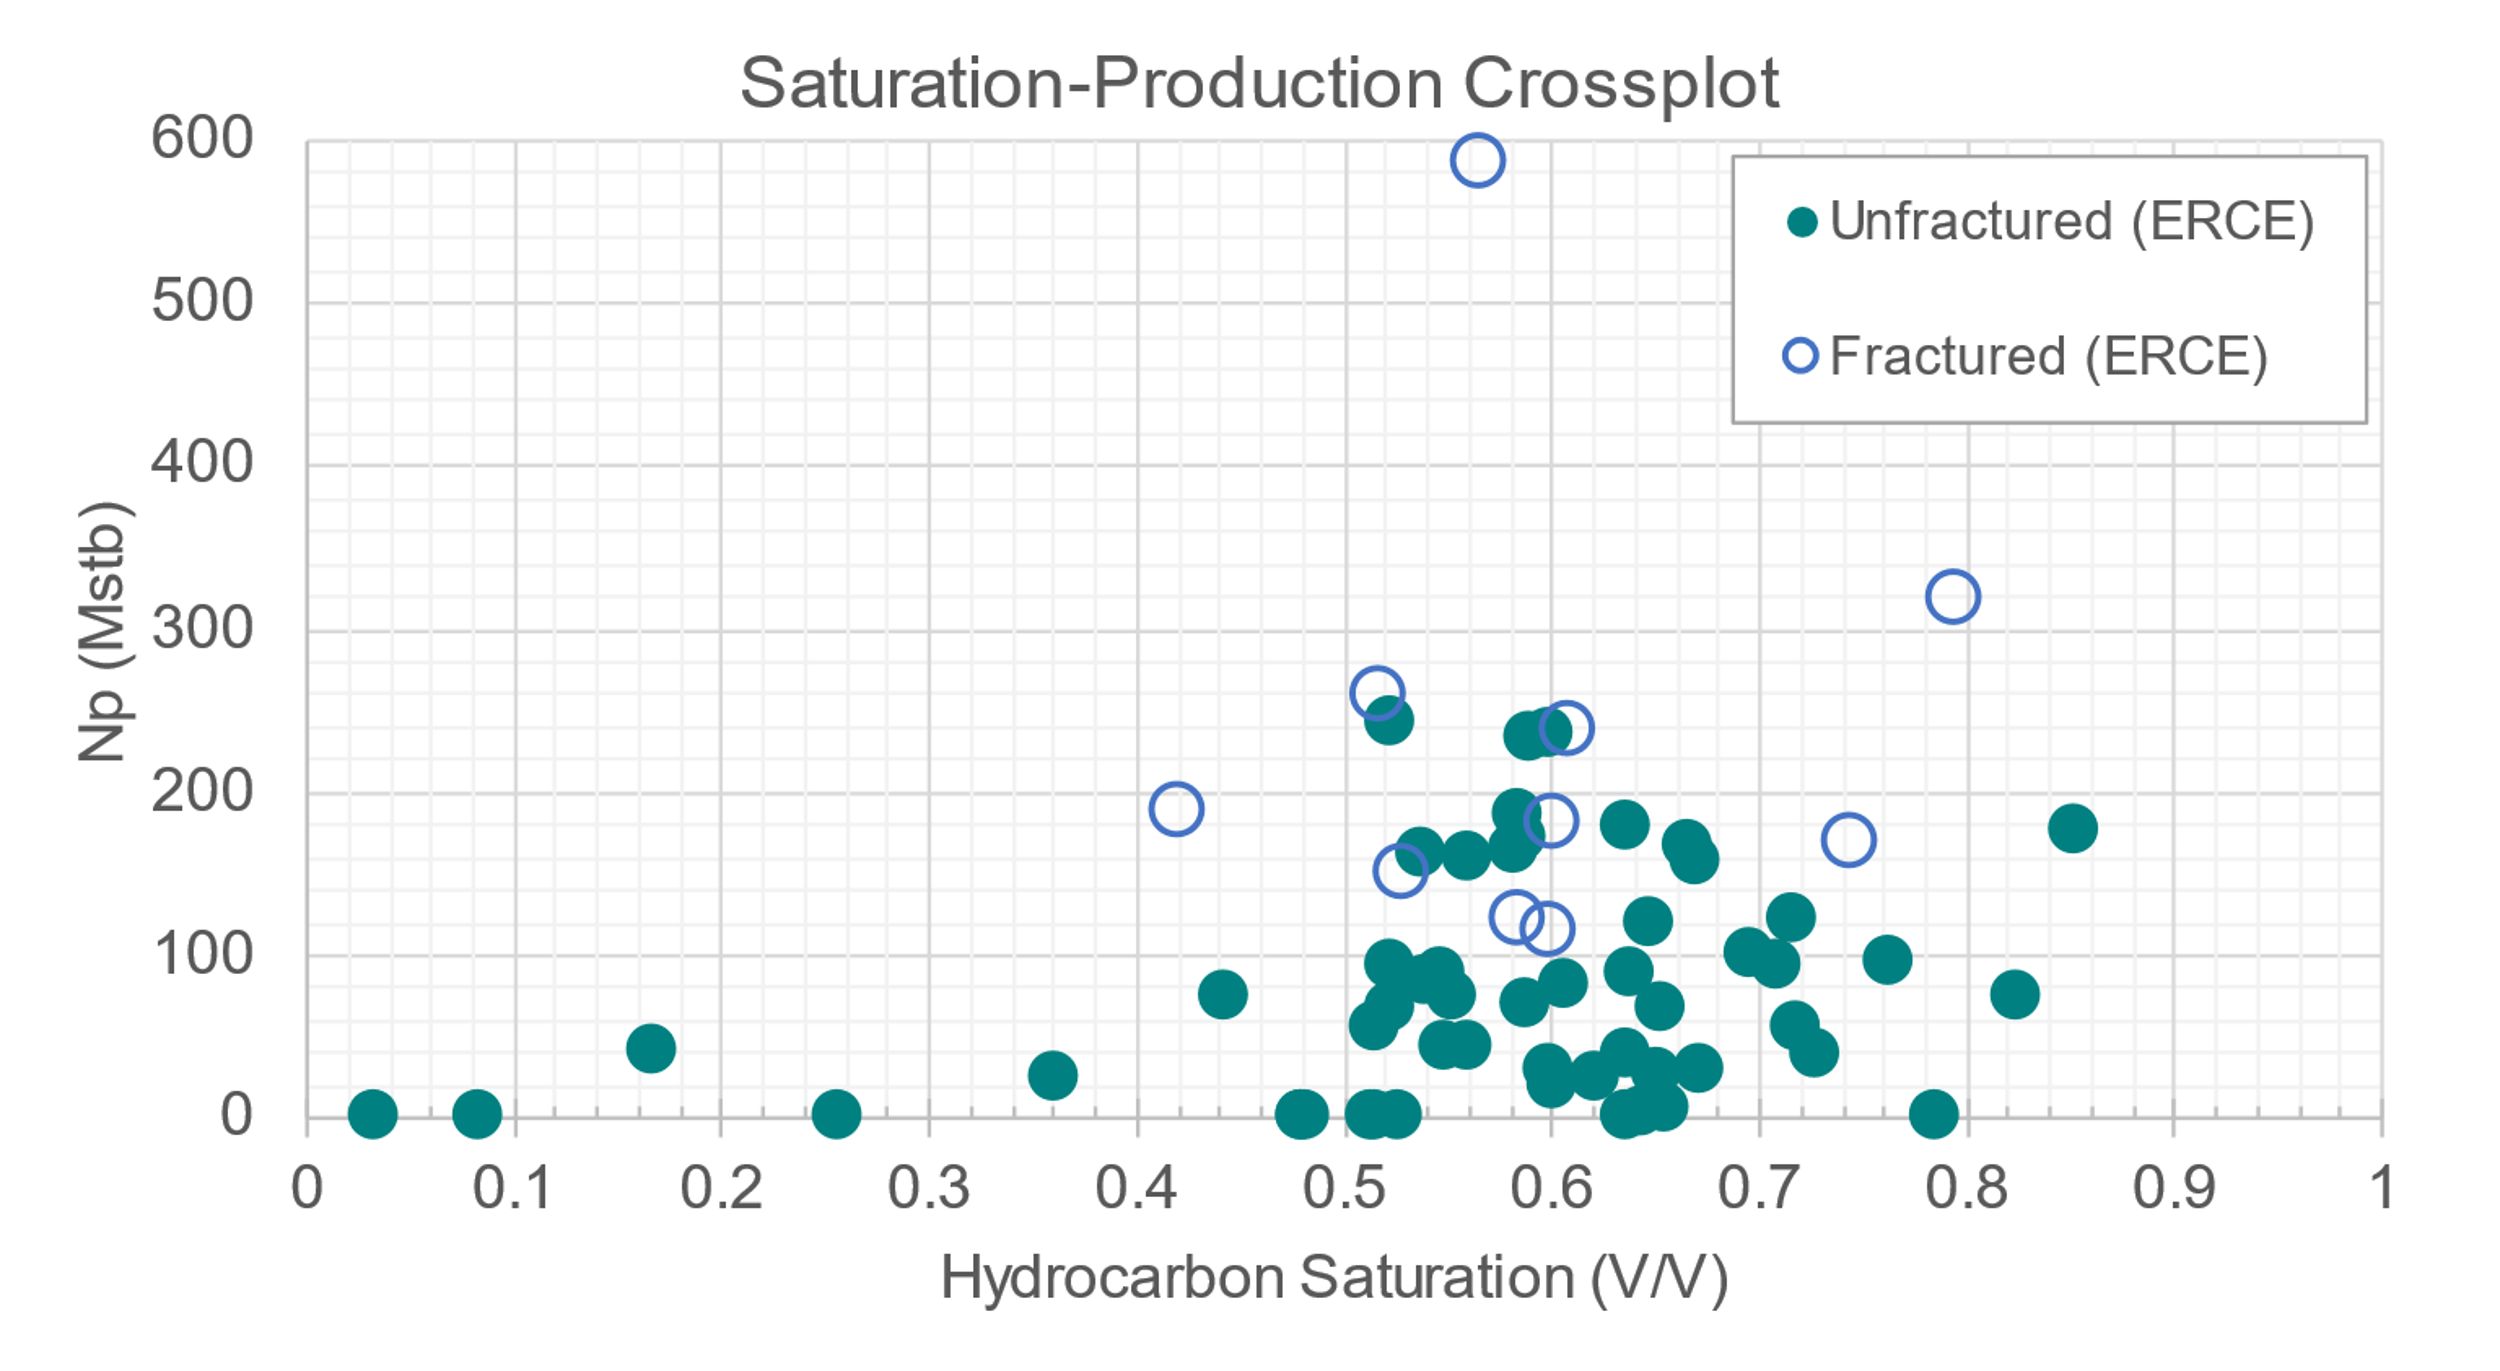 Saturation-Production Crossplot
600
500
400
300
200
100
0
Np (Mstb)
Unfractured (ERCE)
Fractured (ERCE)
0 0.1 0.2 0.3 0.4 0.5 0.6 0.7 0.8 0.9 1
Hydrocarbon Saturation (V/V)